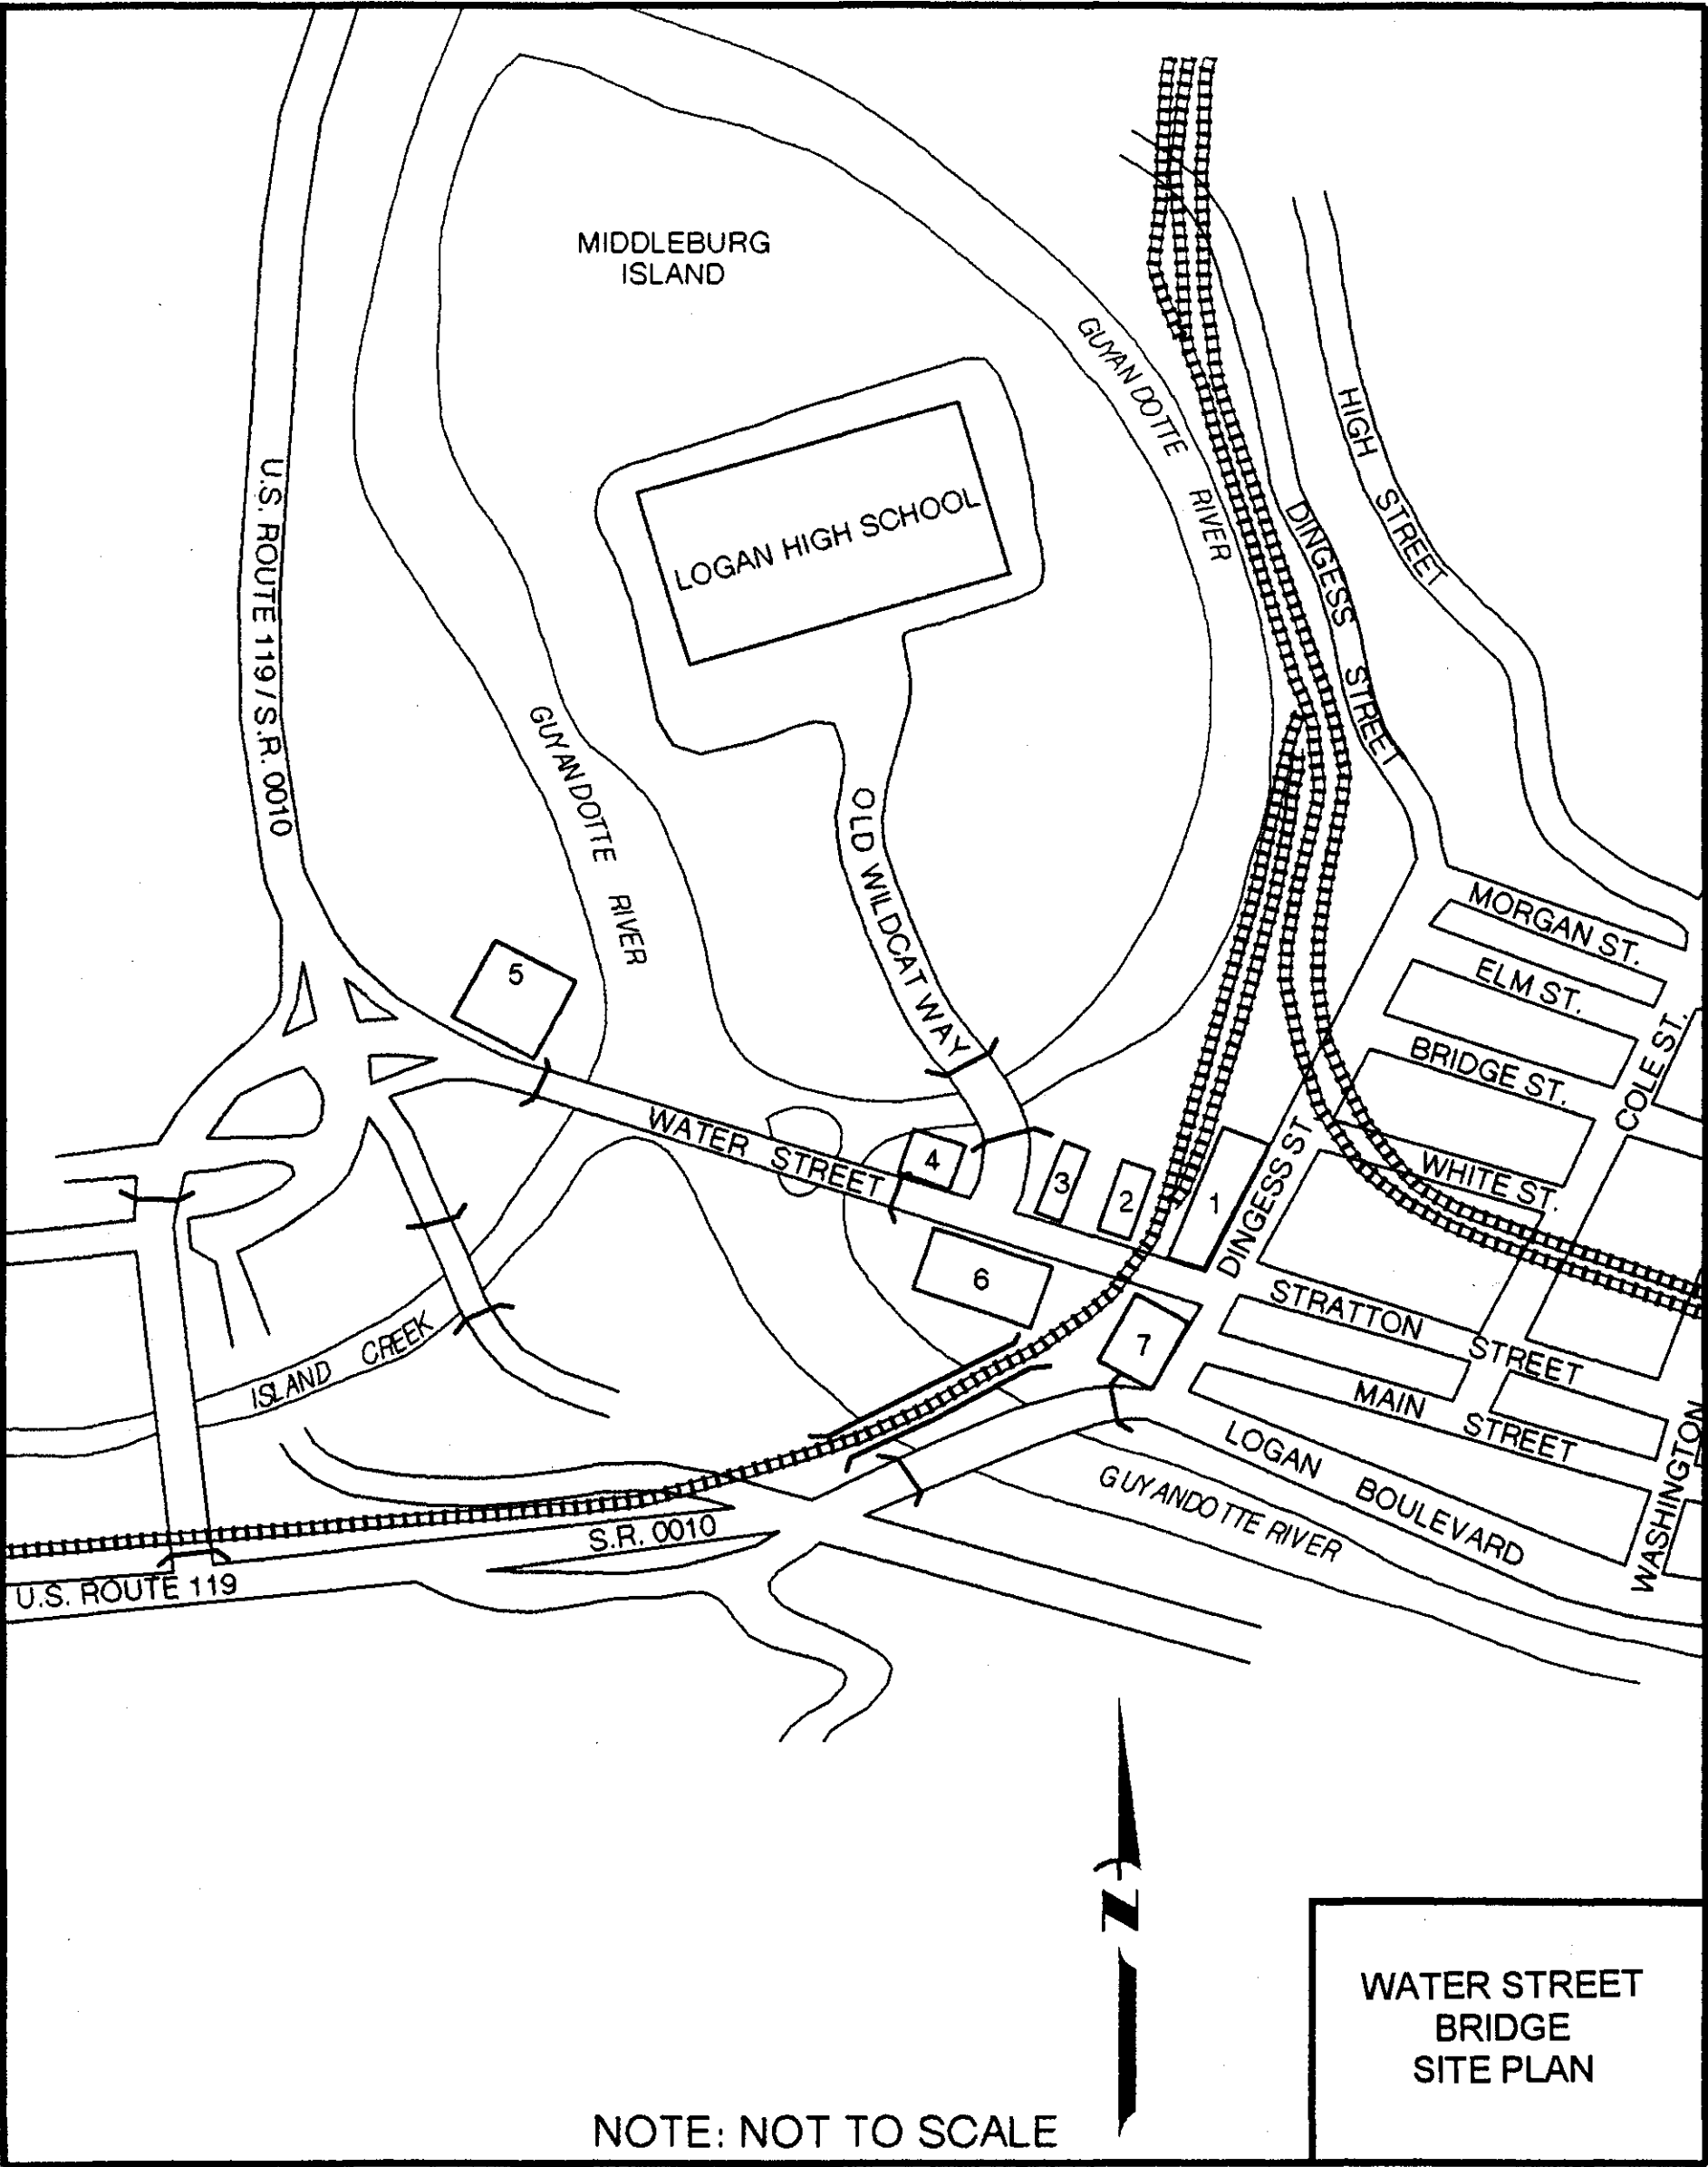 MIDDLEBURG
ISLAND
GUYANDOTTE RIVER
HIGH STREET
U.S. ROUTE 119 / S.R. 0010
LOGAN HIGH SCHOOL
DINGESS STREET
GUYANDOTTE RIVER
OLD WILDCAT WAY
MORGAN ST.
ELM ST.
BRIDGE ST.
COLE ST.
WHITE ST.
DINGESS ST.
5
WATER STREET
4
3
2
1
6
7
STRATTON STREET
MAIN STREET
LOGAN BOULEVARD
WASHINGTON
ISLAND CREEK
GUYANDOTTE RIVER
S.R. 0010
U.S. ROUTE 119
N
WATER STREET
BRIDGE
SITE PLAN
NOTE: NOT TO SCALE